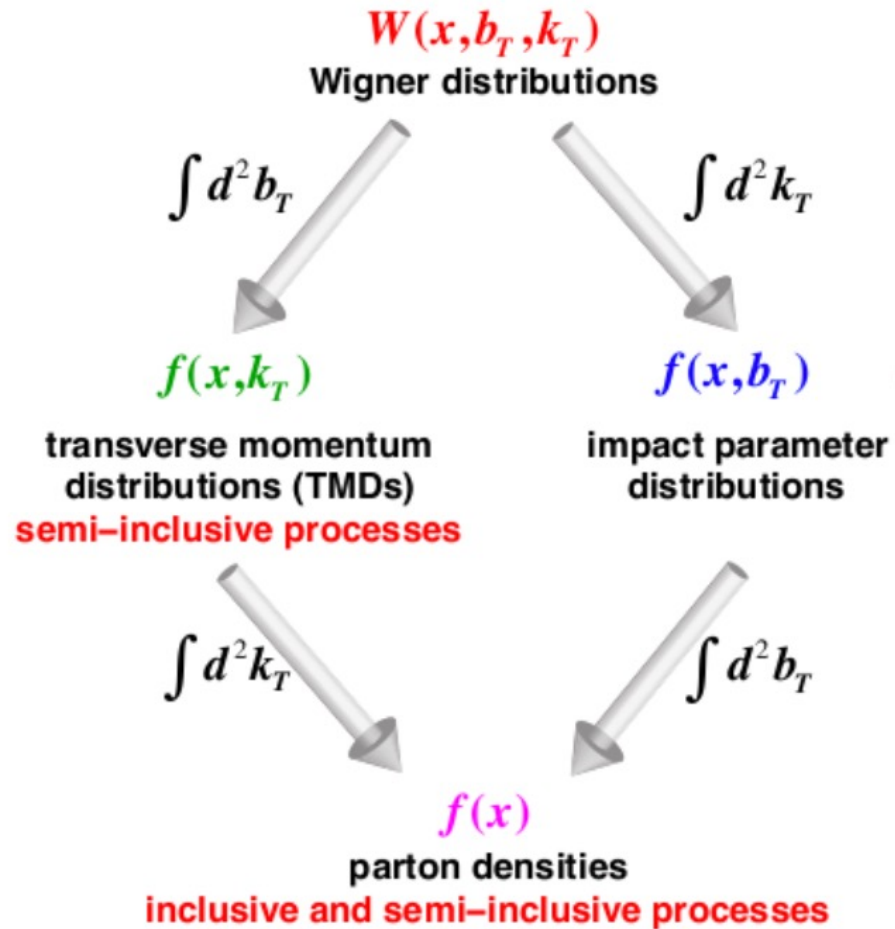 W(x,b_T,k_T)
Wigner distributions
∫ d²b_T
∫ d²k_T
f(x,k_T)
f(x,b_T)
transverse momentum
distributions (TMDs)
semi–inclusive processes
impact parameter
distributions
∫ d²k_T
∫ d²b_T
f(x)
parton densities
inclusive and semi–inclusive processes